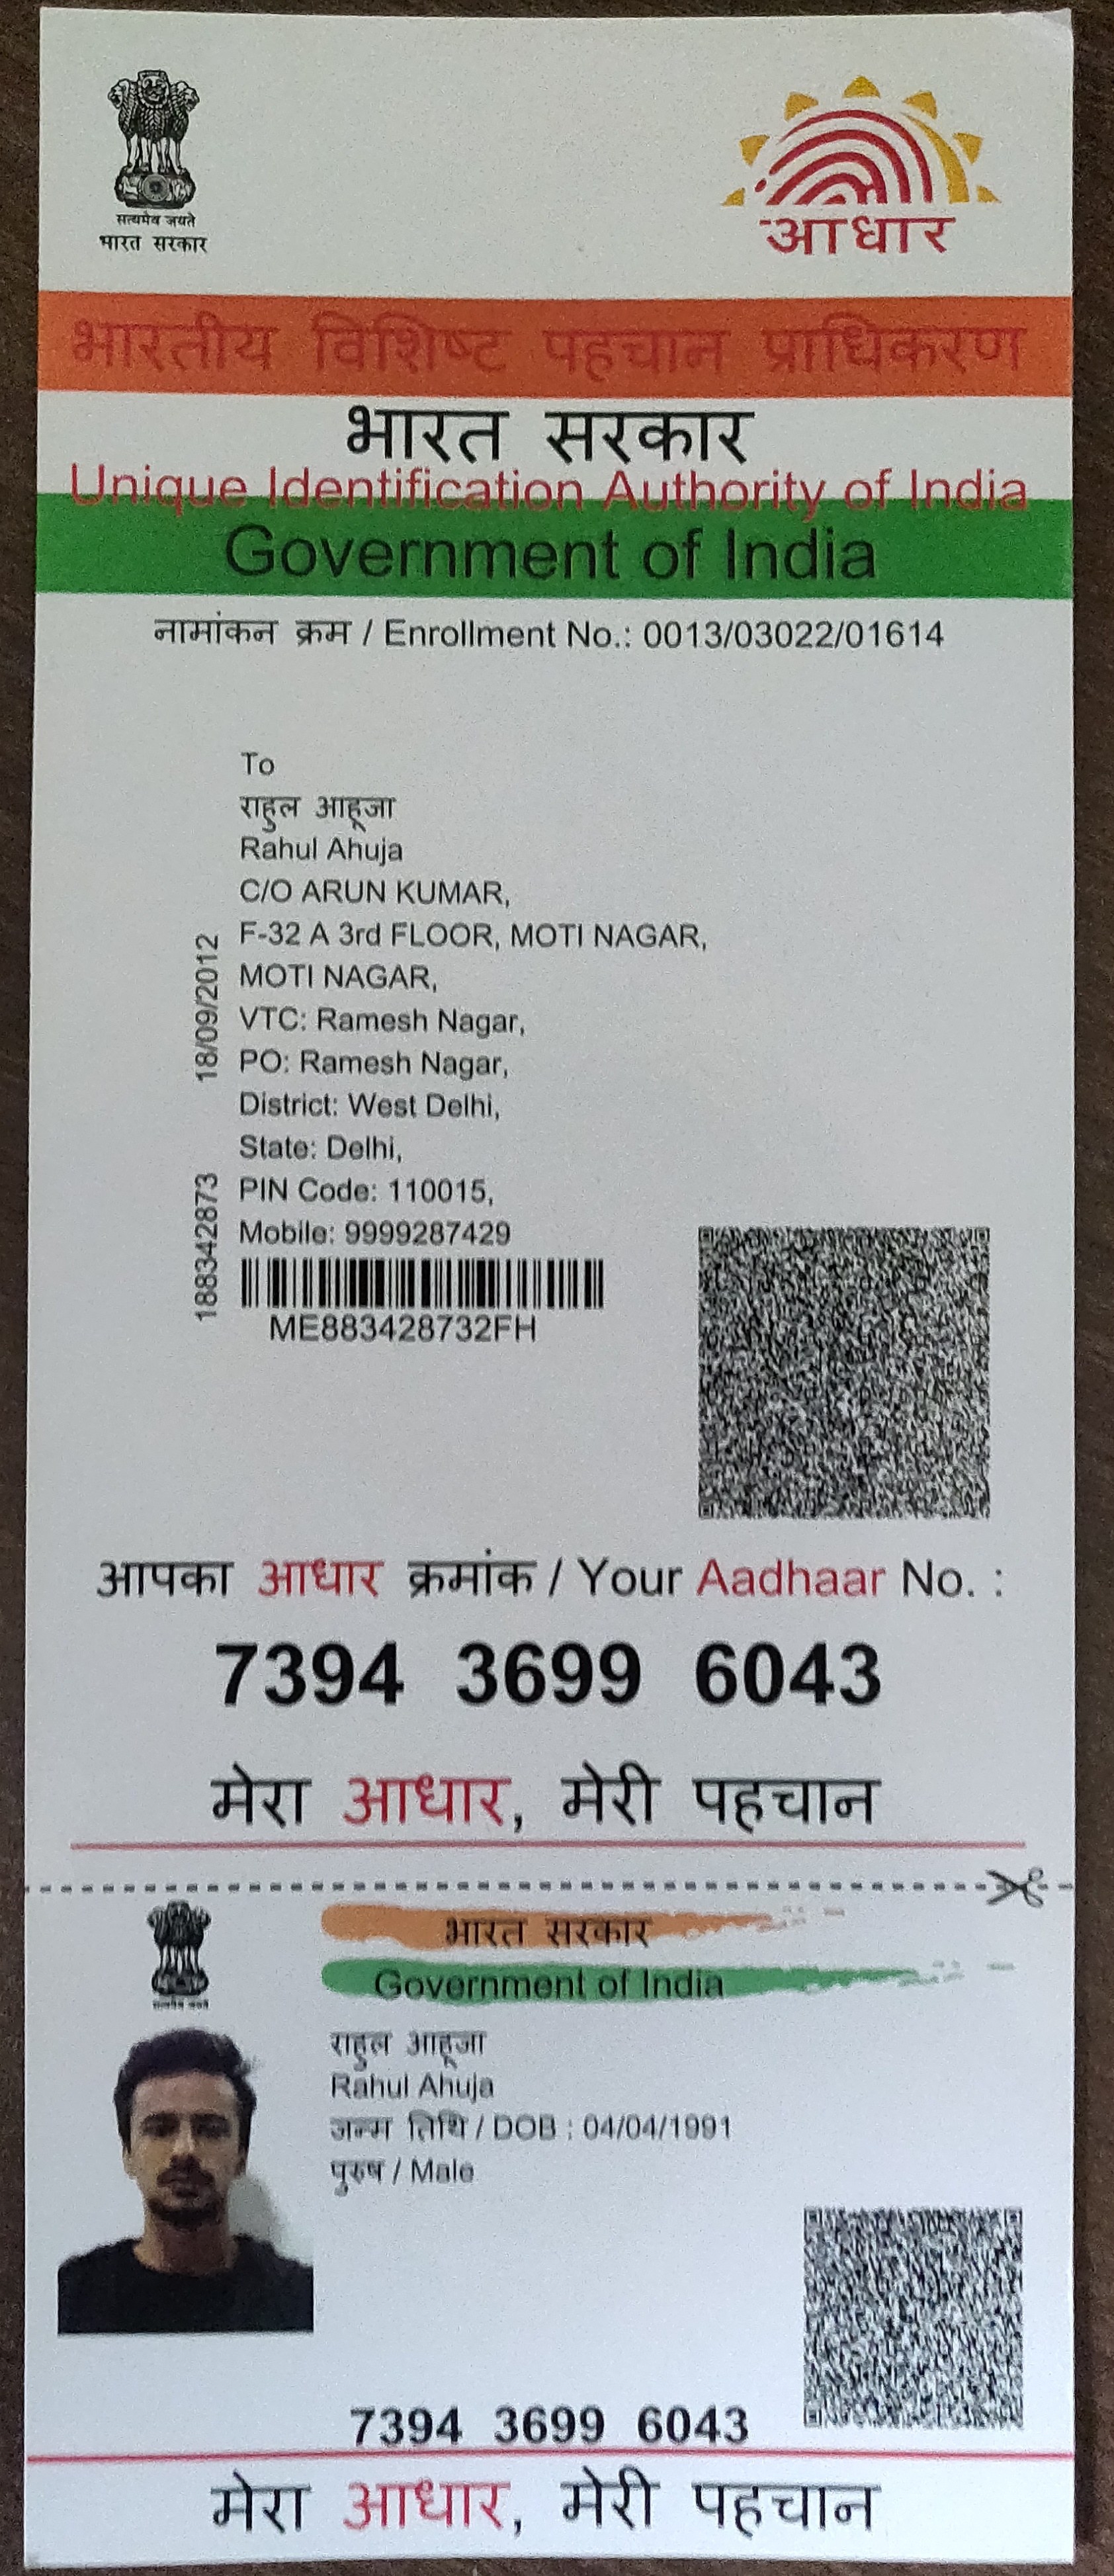 सत्यमेव जयते
भारत सरकार
आधार
भारतीय विशिष्ट पहचान प्राधिकरण
भारत सरकार
Unique Identification Authority of India
Government of India
नामांकन क्रम / Enrollment No.: 0013/03022/01614
To
राहुल आहूजा
Rahul Ahuja
C/O ARUN KUMAR,
F-32 A 3rd FLOOR, MOTI NAGAR,
MOTI NAGAR,
VTC: Ramesh Nagar,
PO: Ramesh Nagar,
District: West Delhi,
State: Delhi,
PIN Code: 110015,
Mobile: 9999287429
18/09/2012
188342873
ME883428732FH
आपका आधार क्रमांक / Your Aadhaar No. :
7394 3699 6043
मेरा आधार, मेरी पहचान
भारत सरकार
Government of India
राहुल आहूजा
Rahul Ahuja
जन्म तिथि / DOB : 04/04/1991
पुरुष / Male
7394 3699 6043
मेरा आधार, मेरी पहचान